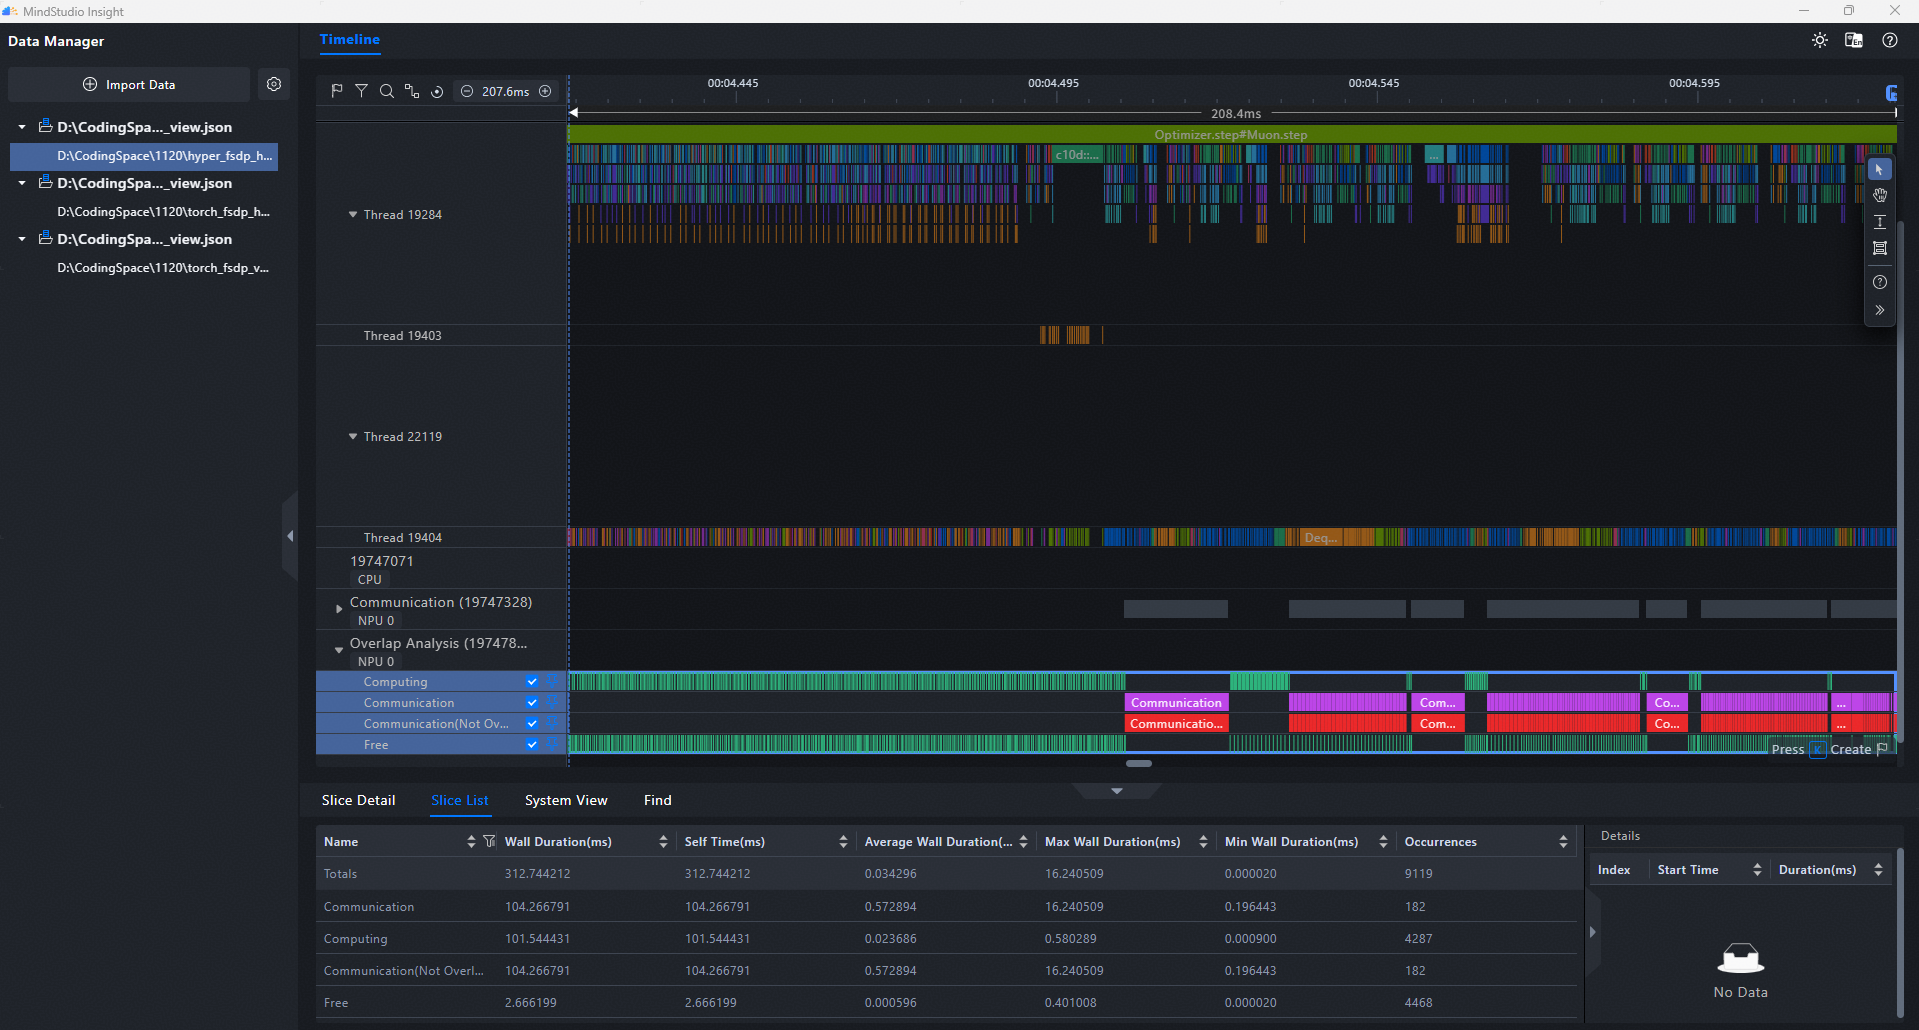 MindStudio Insight
Data Manager
Import Data
D:\CodingSpa..._view.json
D:\CodingSpace\1120\hyper_fsdp_h...
D:\CodingSpa..._view.json
D:\CodingSpace\1120\torch_fsdp_h...
D:\CodingSpa..._view.json
D:\CodingSpace\1120\torch_fsdp_v...
Timeline
En
207.6ms
00:04.445 00:04.495 00:04.545 00:04.595
208.4ms
Optimizer.step#Muon.step
c10d::... ...
Thread 19284
Thread 19403
Thread 22119
Thread 19404
Deq...
19747071
CPU
Communication (19747328)
NPU 0
Overlap Analysis (197478...
NPU 0
Computing
Communication
Communication Com... Co... ...
Communication(Not Ov...
Communicatio... Com... Co... ...
Free
Press K Create
Slice Detail Slice List System View Find
Name Wall Duration(ms) Self Time(ms) Average Wall Duration(... Max Wall Duration(ms) Min Wall Duration(ms) Occurrences
Totals 312.744212 312.744212 0.034296 16.240509 0.000020 9119
Communication 104.266791 104.266791 0.572894 16.240509 0.196443 182
Computing 101.544431 101.544431 0.023686 0.580289 0.000900 4287
Communication(Not Overl... 104.266791 104.266791 0.572894 16.240509 0.196443 182
Free 2.666199 2.666199 0.000596 0.401008 0.000020 4468
Details
Index Start Time Duration(ms)
No Data